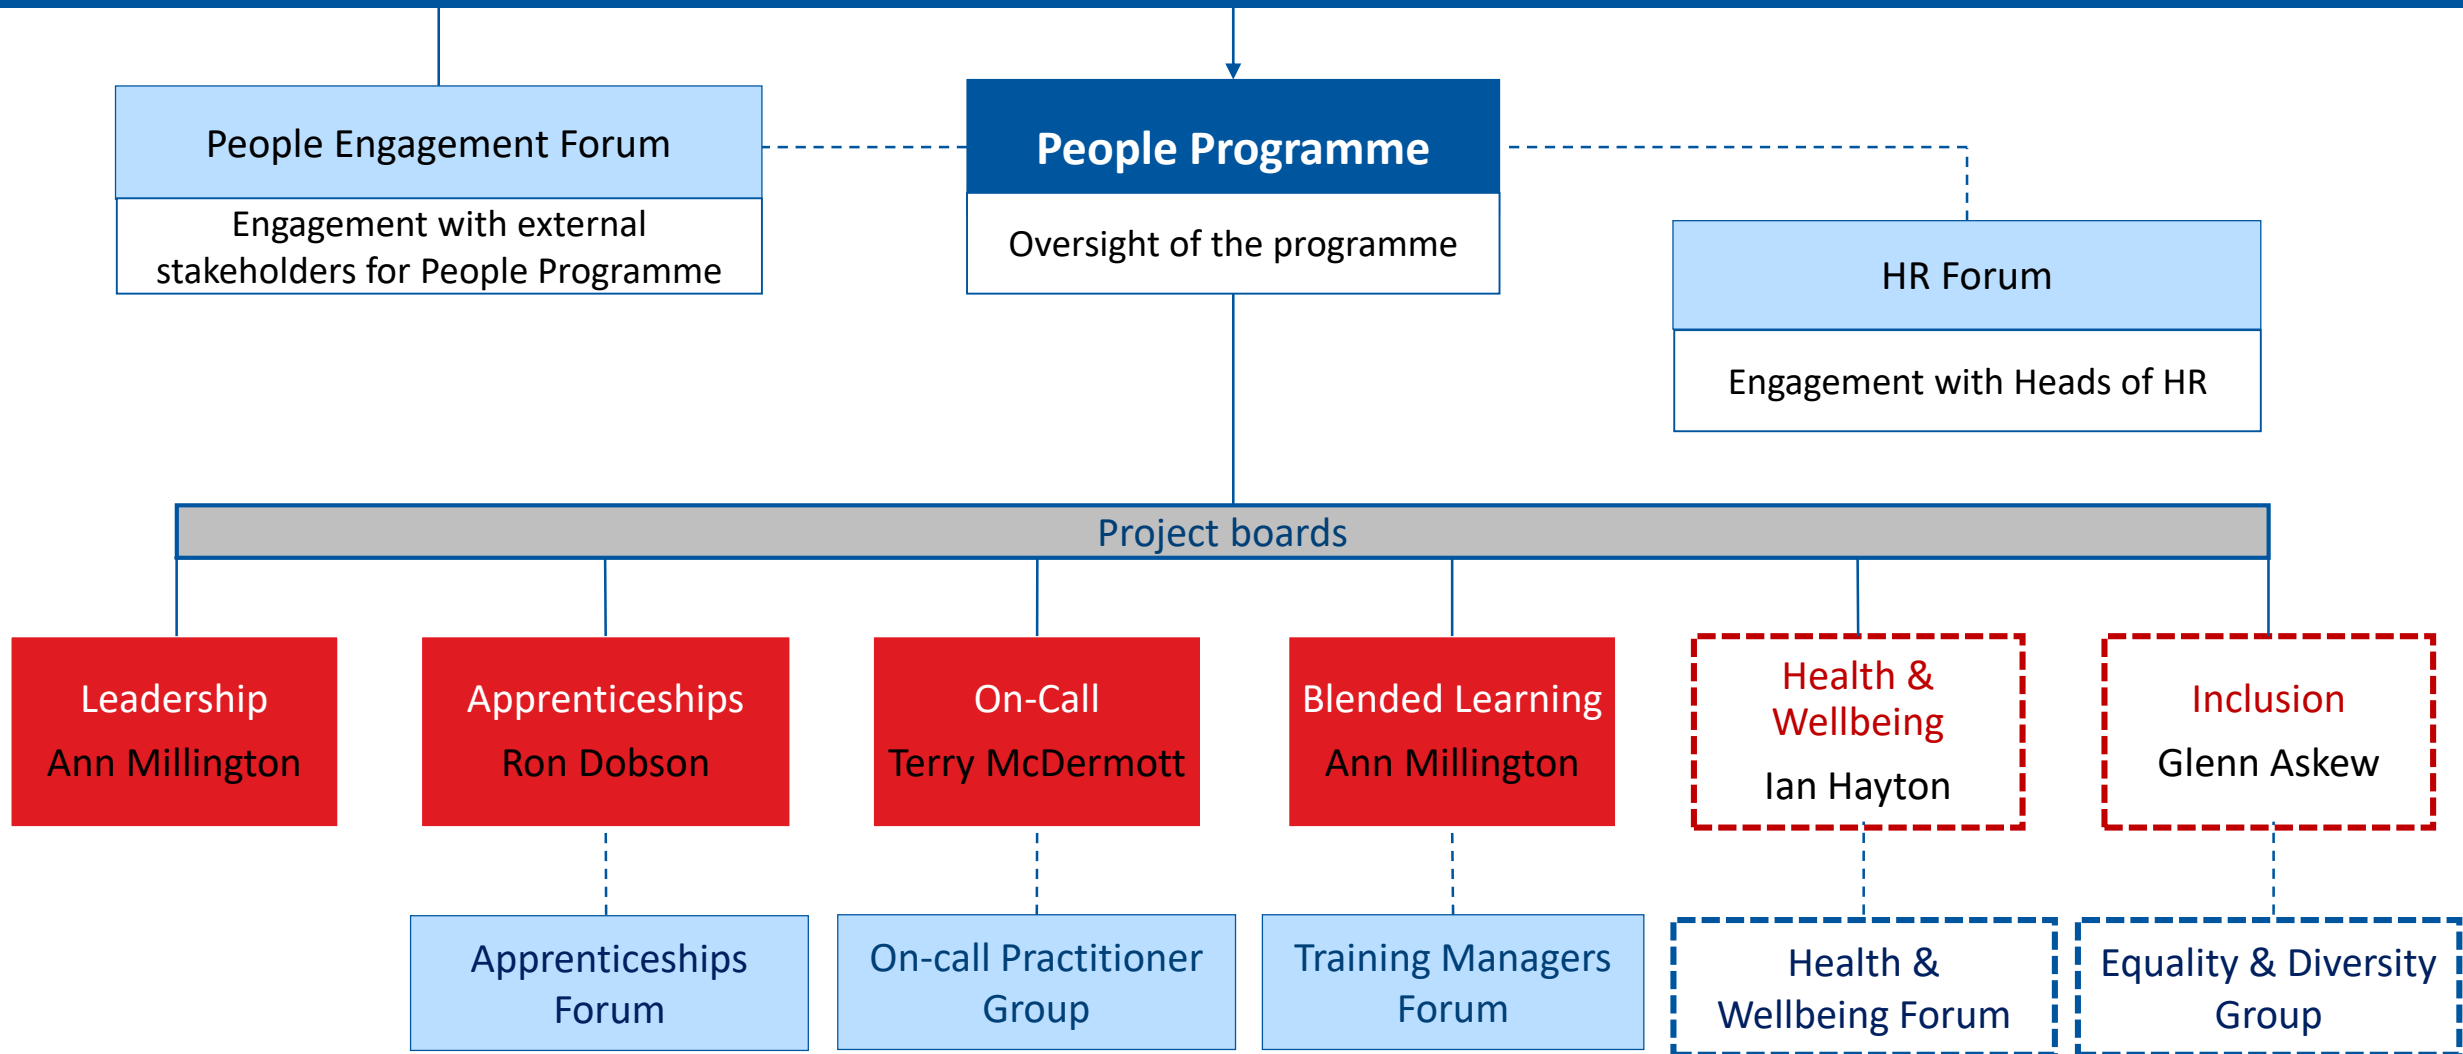 People Engagement Forum
Engagement with external
stakeholders for People Programme
People Programme
Oversight of the programme
HR Forum
Engagement with Heads of HR
Project boards
Leadership
Ann Millington
Apprenticeships
Ron Dobson
On-Call
Terry McDermott
Blended Learning
Ann Millington
Health &
Wellbeing
Ian Hayton
Inclusion
Glenn Askew
Apprenticeships
Forum
On-call Practitioner
Group
Training Managers
Forum
Health &
Wellbeing Forum
Equality & Diversity
Group